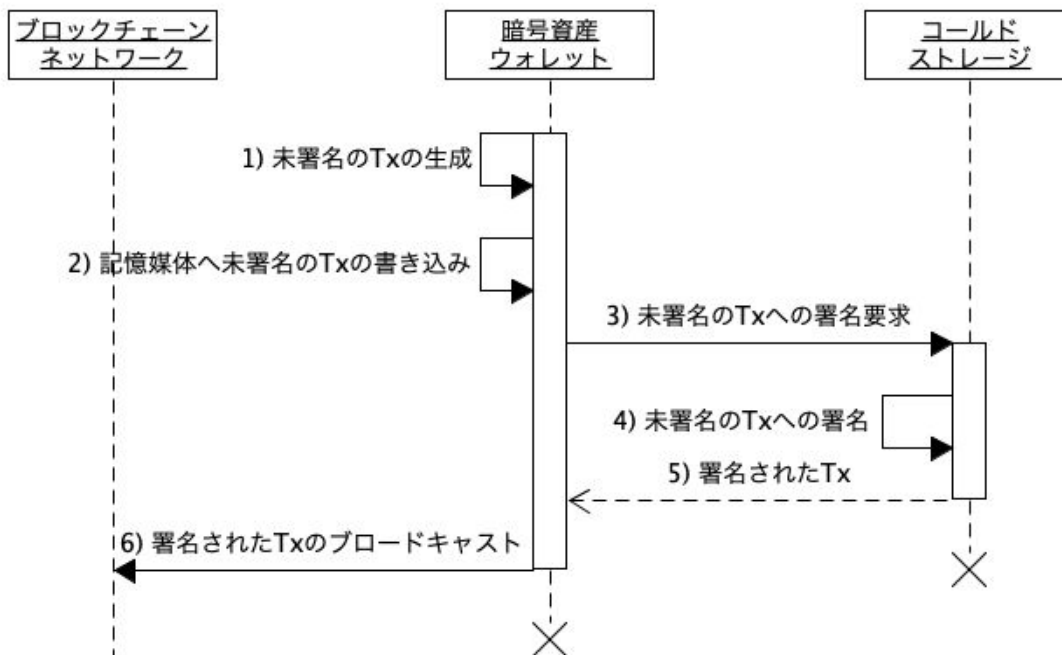 ブロックチェーン
ネットワーク
暗号資産
ウォレット
コールド
ストレージ
1) 未署名のTxの生成
2) 記憶媒体へ未署名のTxの書き込み
3) 未署名のTxへの署名要求
4) 未署名のTxへの署名
5) 署名されたTx
6) 署名されたTxのブロードキャスト